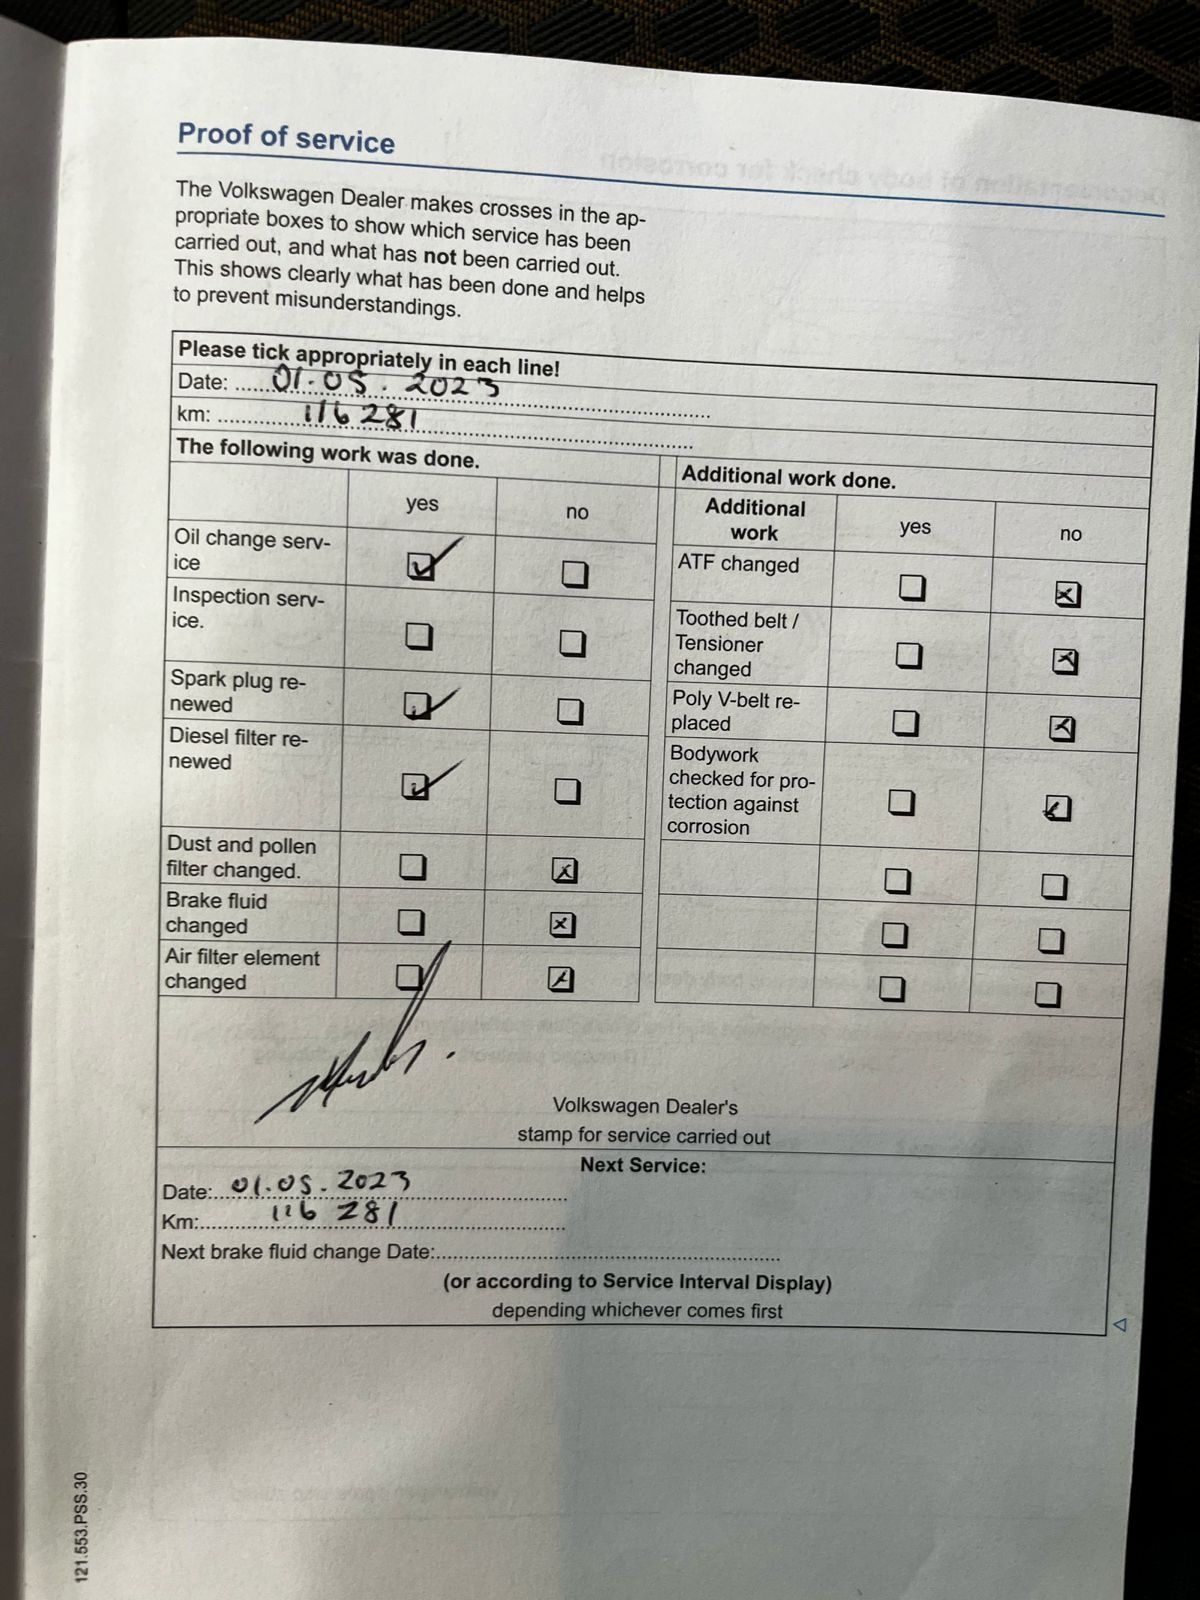 Proof of service
The Volkswagen Dealer makes crosses in the ap-
propriate boxes to show which service has been
carried out, and what has not been carried out.
This shows clearly what has been done and helps
to prevent misunderstandings.
Please tick appropriately in each line!
Date: ......01.05.2023..............................
km: ............116 281..............................
The following work was done.
yes
no
Oil change serv-
ice
Inspection serv-
ice.
Spark plug re-
newed
Diesel filter re-
newed
Dust and pollen
filter changed.
Brake fluid
changed
Air filter element
changed
Additional work done.
Additional
work
yes
no
ATF changed
Toothed belt /
Tensioner
changed
Poly V-belt re-
placed
Bodywork
checked for pro-
tection against
corrosion
Volkswagen Dealer's
stamp for service carried out
Next Service:
Date:...01.05.2023..............................
Km:............116 281..............................
Next brake fluid change Date:............................................................
(or according to Service Interval Display)
depending whichever comes first
121.553.PSS.30